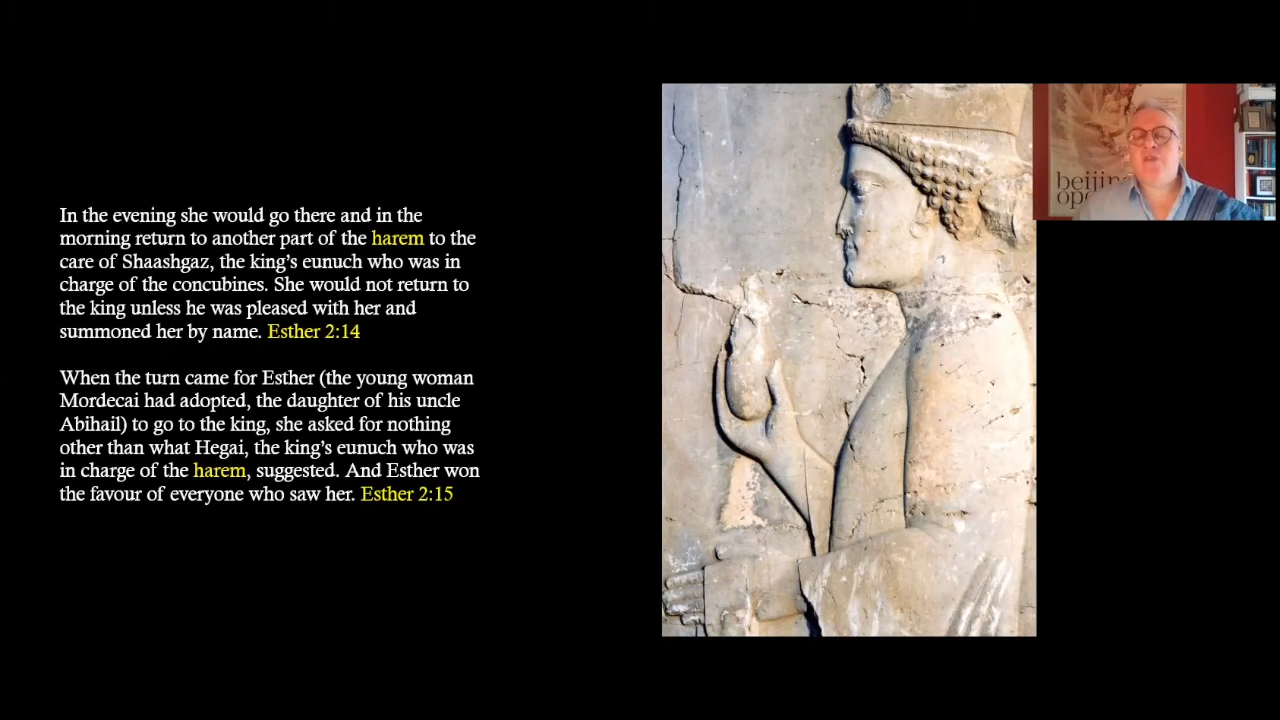 In the evening she would go there and in the
morning return to another part of the harem to the
care of Shaashgaz, the king’s eunuch who was in
charge of the concubines. She would not return to
the king unless he was pleased with her and
summoned her by name. Esther 2:14
When the turn came for Esther (the young woman
Mordecai had adopted, the daughter of his uncle
Abihail) to go to the king, she asked for nothing
other than what Hegai, the king’s eunuch who was
in charge of the harem, suggested. And Esther won
the favour of everyone who saw her. Esther 2:15